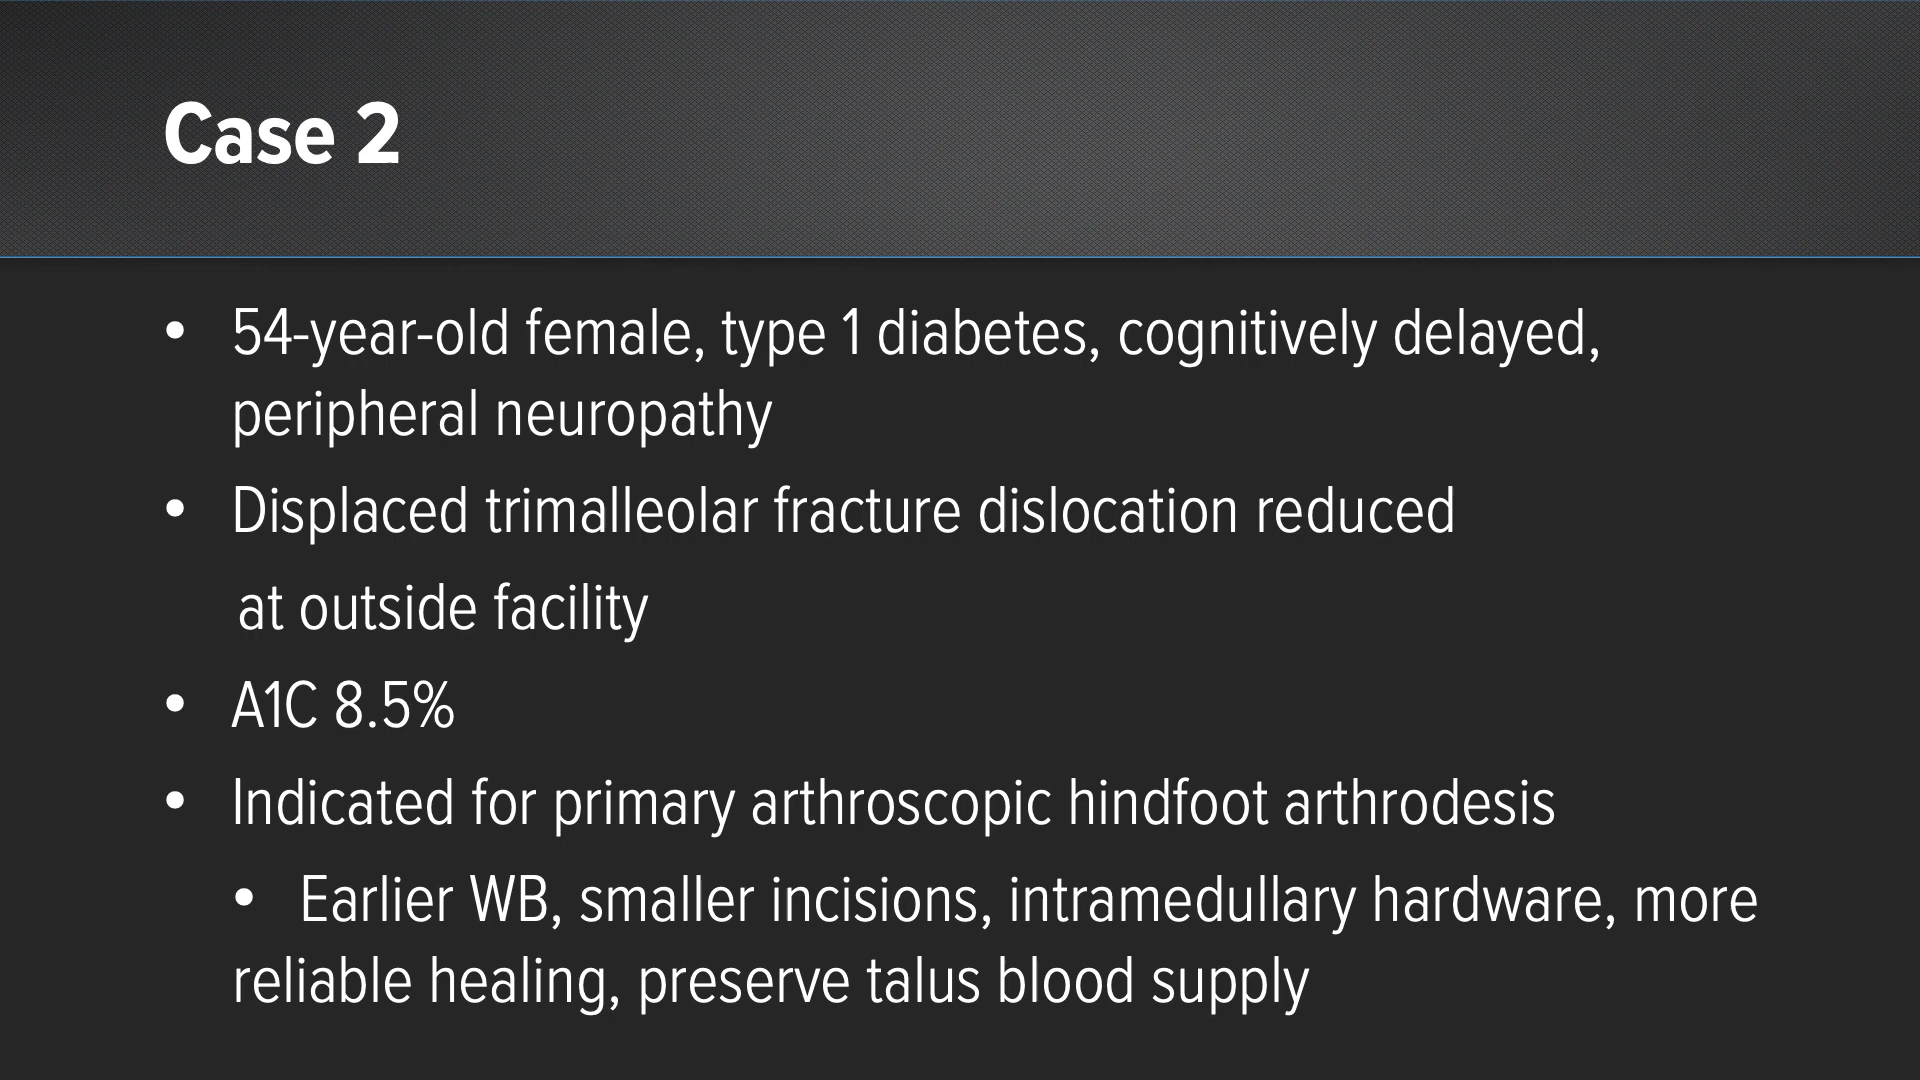 Case 2
• 54-year-old female, type 1 diabetes, cognitively delayed,
peripheral neuropathy
• Displaced trimalleolar fracture dislocation reduced
at outside facility
• A1C 8.5%
• Indicated for primary arthroscopic hindfoot arthrodesis
• Earlier WB, smaller incisions, intramedullary hardware, more
reliable healing, preserve talus blood supply